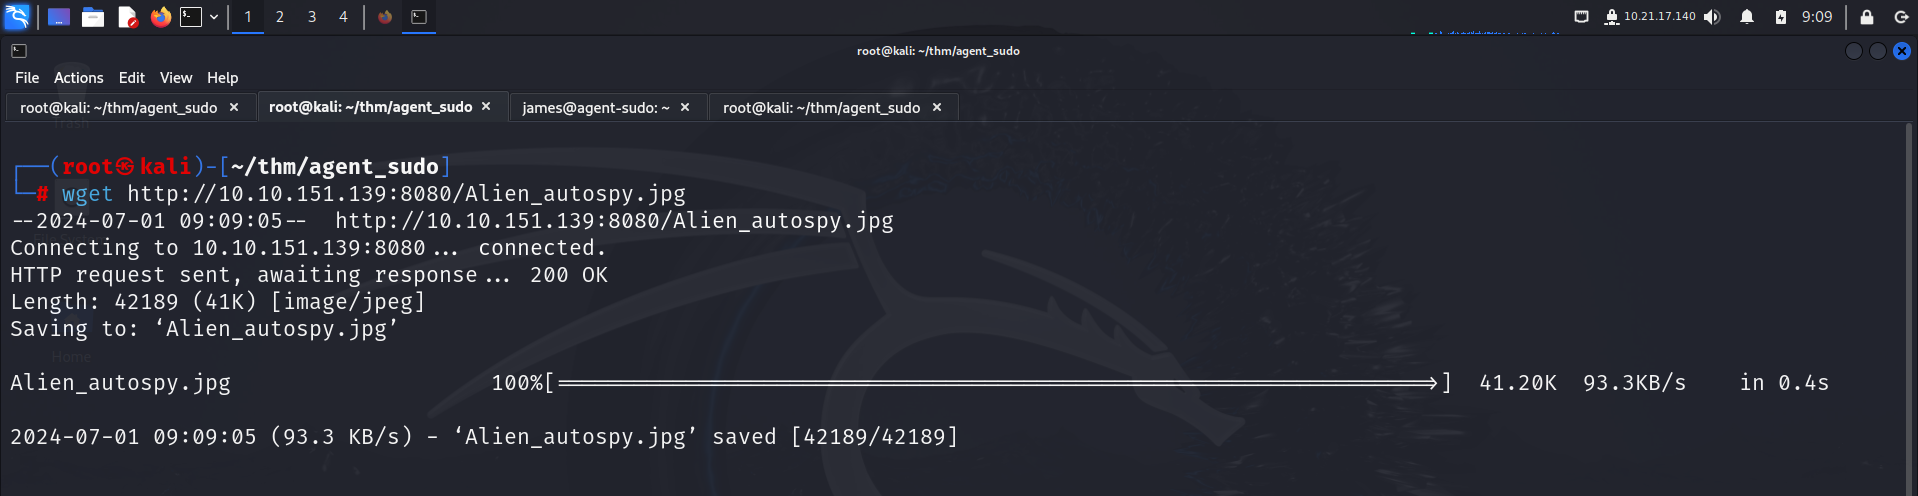 1 2 3 4 10.21.17.140 9:09
root@kali: ~/thm/agent_sudo
File Actions Edit View Help
root@kali: ~/thm/agent_sudo × root@kali: ~/thm/agent_sudo × james@agent-sudo: ~ × root@kali: ~/thm/agent_sudo ×
Trash
┌──(root㉿kali)-[~/thm/agent_sudo]
└─# wget http://10.10.151.139:8080/Alien_autospy.jpg
--2024-07-01 09:09:05--  http://10.10.151.139:8080/Alien_autospy.jpg
Connecting to 10.10.151.139:8080... connected.
HTTP request sent, awaiting response... 200 OK
Length: 42189 (41K) [image/jpeg]
Saving to: ‘Alien_autospy.jpg’
Home
Alien_autospy.jpg 100%[===================================================================>] 41.20K 93.3KB/s in 0.4s
2024-07-01 09:09:05 (93.3 KB/s) - ‘Alien_autospy.jpg’ saved [42189/42189]